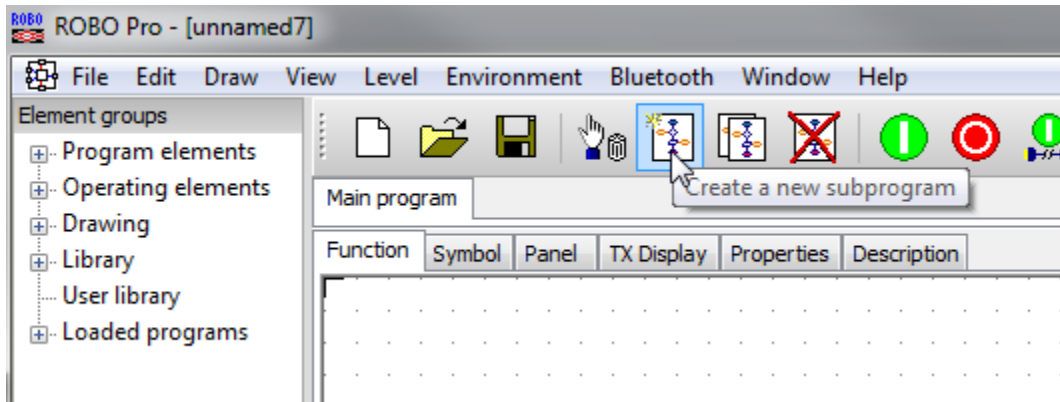 ROBO
ROBO Pro - [unnamed7]
File Edit Draw View Level Environment Bluetooth Window Help
Element groups
Program elements
Operating elements
Drawing
Library
User library
Loaded programs
Create a new subprogram
Main program
Function Symbol Panel TX Display Properties Description